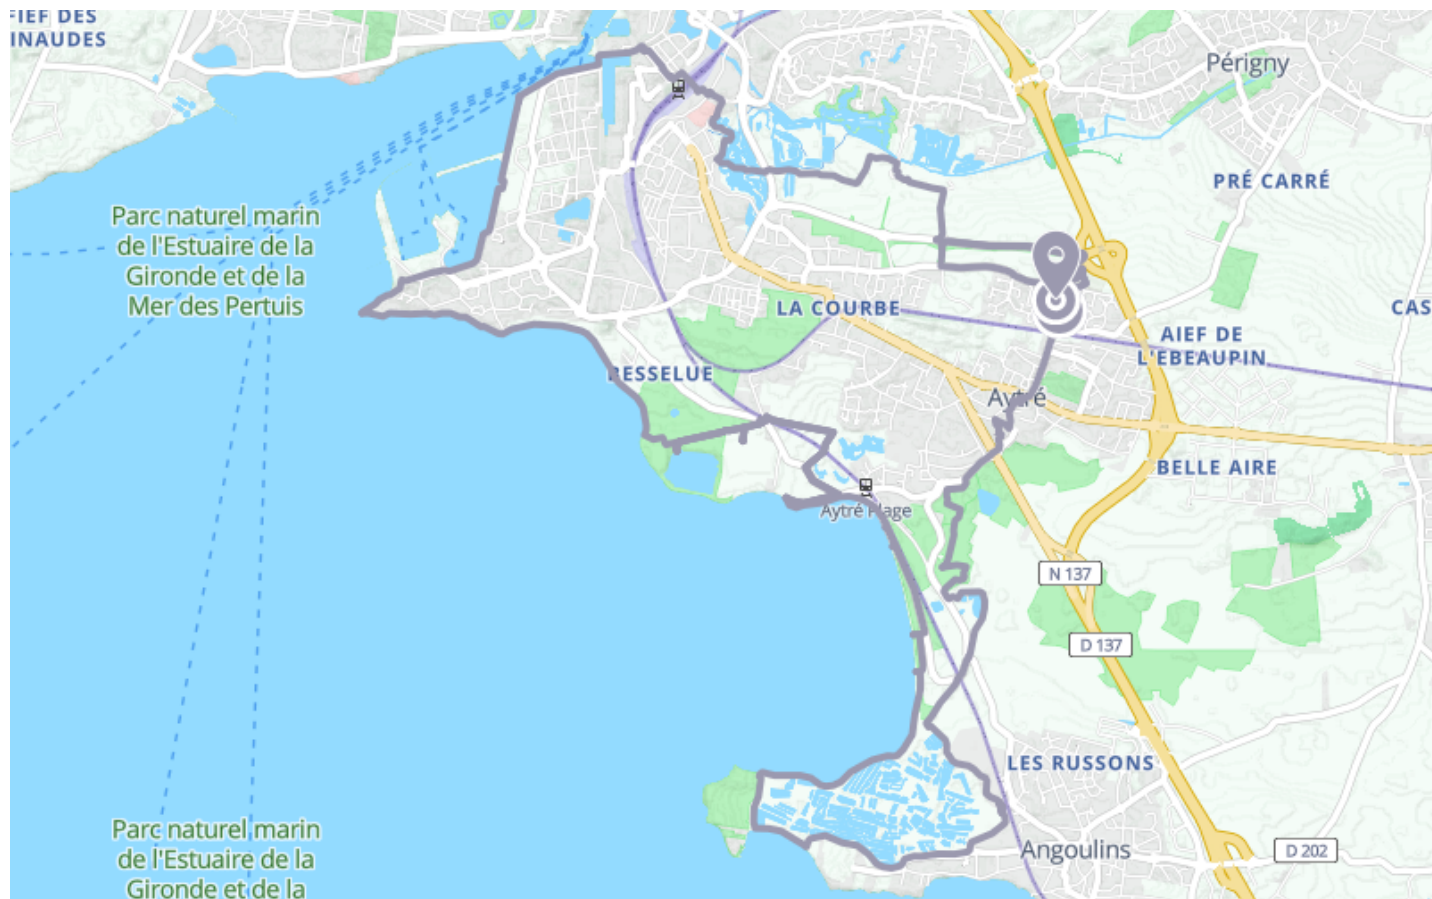 FIEF DES
INAUDES
Périgny
PRÉ CARRÉ
Parc naturel marin
de l'Estuaire de la
Gironde et de la
Mer des Pertuis
LA COURBE
CAS
AIEF DE
L'EBEAUPIN
BESSELUE
Aytré
BELLE AIRE
Aytré Plage
N 137
D 137
LES RUSSONS
Parc naturel marin
de l'Estuaire de la
Gironde et de la
Angoulins
D 202